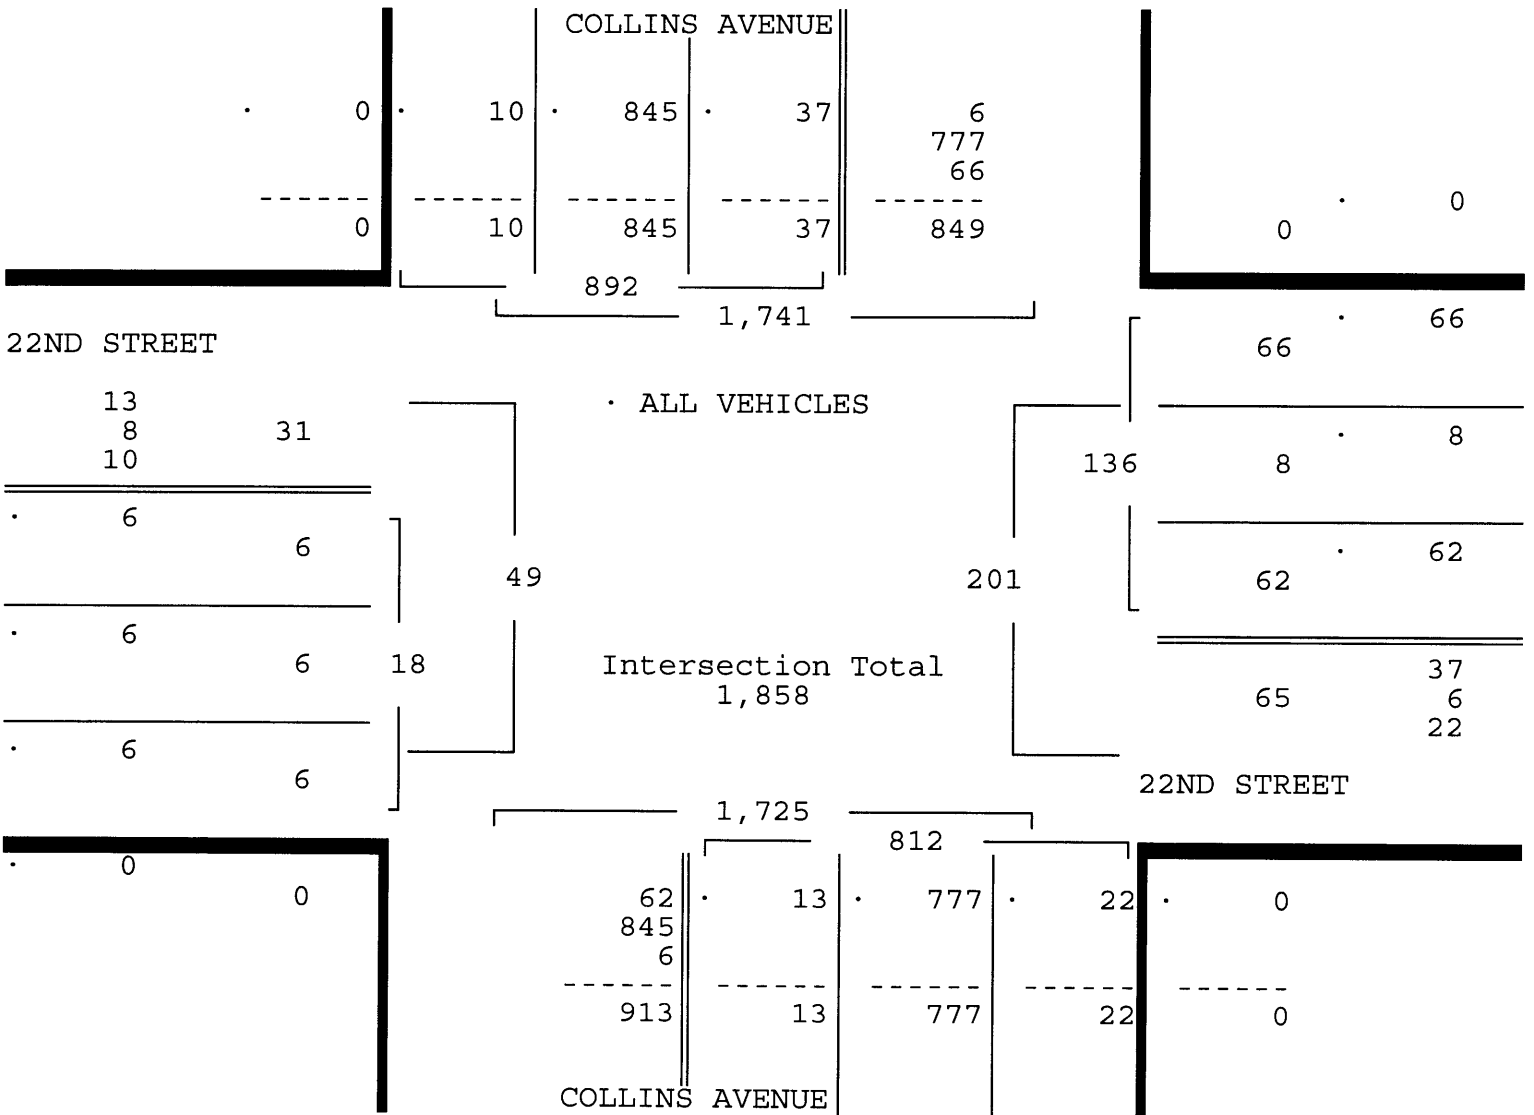 COLLINS AVENUE
· 0 · 10 · 845 · 37 6
777
66
------ ------ ------ ------ ------
0 10 845 37 849
· 0
0
892
1,741
· 66
66
22ND STREET
· ALL VEHICLES
13
8 31
10
· 8
136 8
· 6
6
· 62
49 201 62
· 6
6 18
Intersection Total
1,858
37
65 6
22
· 6
6
22ND STREET
1,725
812
· 0
0
62 · 13 · 777 · 22 · 0
845
6
------ ------ ------ ------ ------
913 13 777 22 0
COLLINS AVENUE